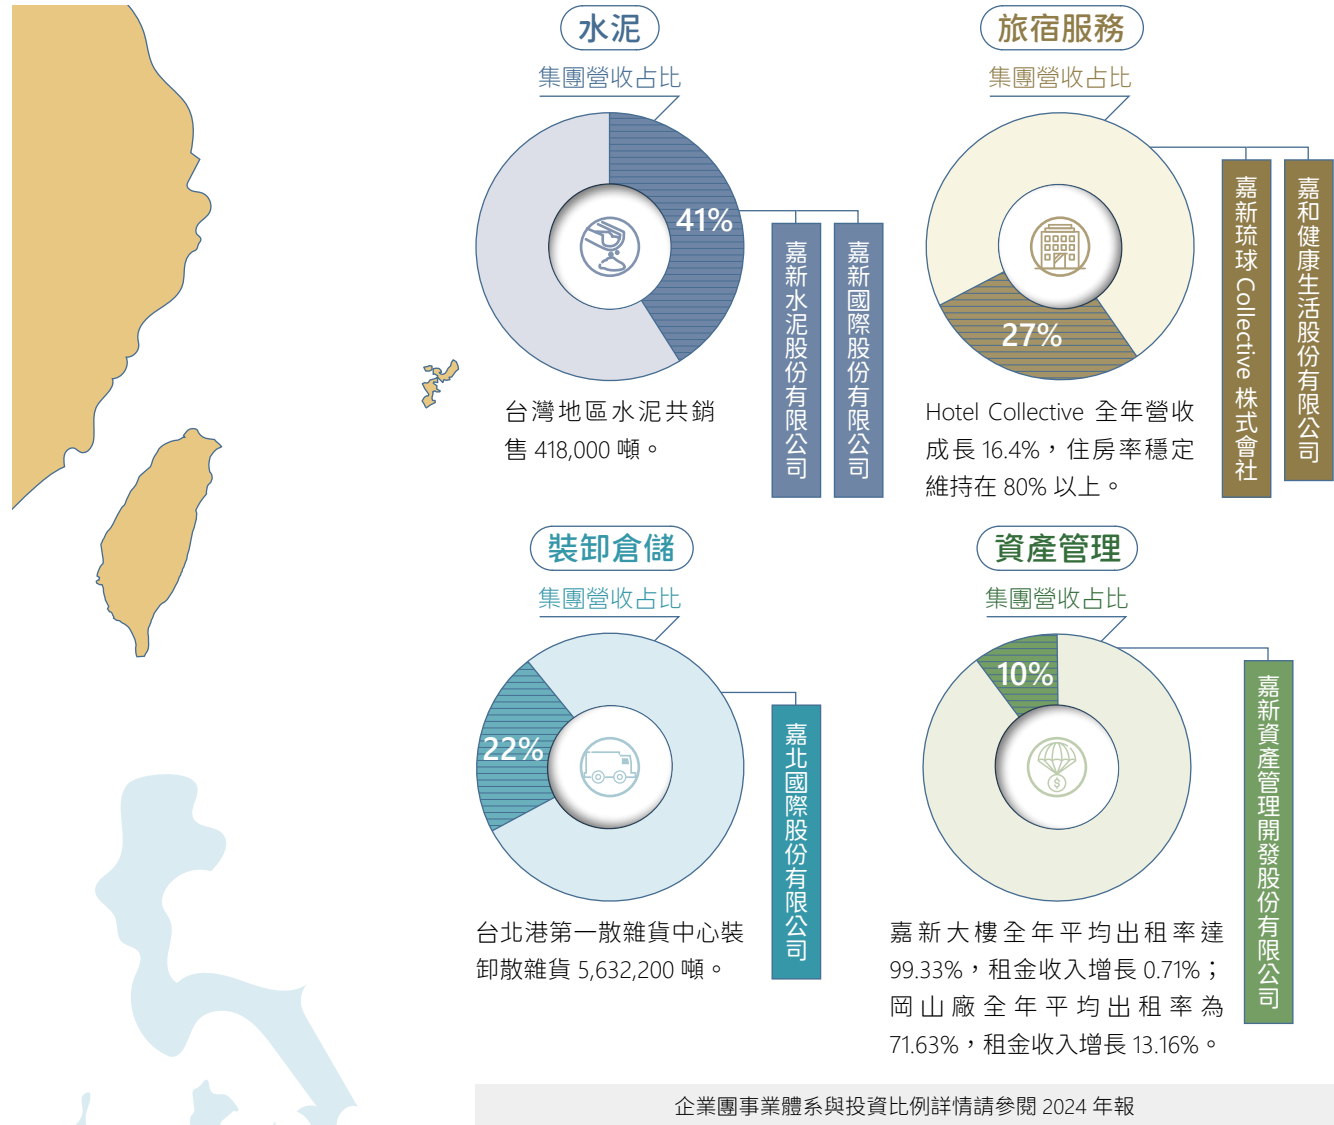 水泥
集團營收占比
41%
嘉新水泥股份有限公司
嘉新國際股份有限公司
台灣地區水泥共銷
售 418,000 噸。
旅宿服務
集團營收占比
27%
嘉新琉球 Collective 株式會社
嘉和健康生活股份有限公司
Hotel Collective 全年營收
成長 16.4%，住房率穩定
維持在 80% 以上。
裝卸倉儲
集團營收占比
22%
嘉北國際股份有限公司
台北港第一散雜貨中心裝
卸散雜貨 5,632,200 噸。
資產管理
集團營收占比
10%
$
嘉新資產管理開發股份有限公司
嘉新大樓全年平均出租率達
99.33%，租金收入增長 0.71%；
岡山廠全年平均出租率為
71.63%，租金收入增長 13.16%。
企業團事業體系與投資比例詳情請參閱 2024 年報